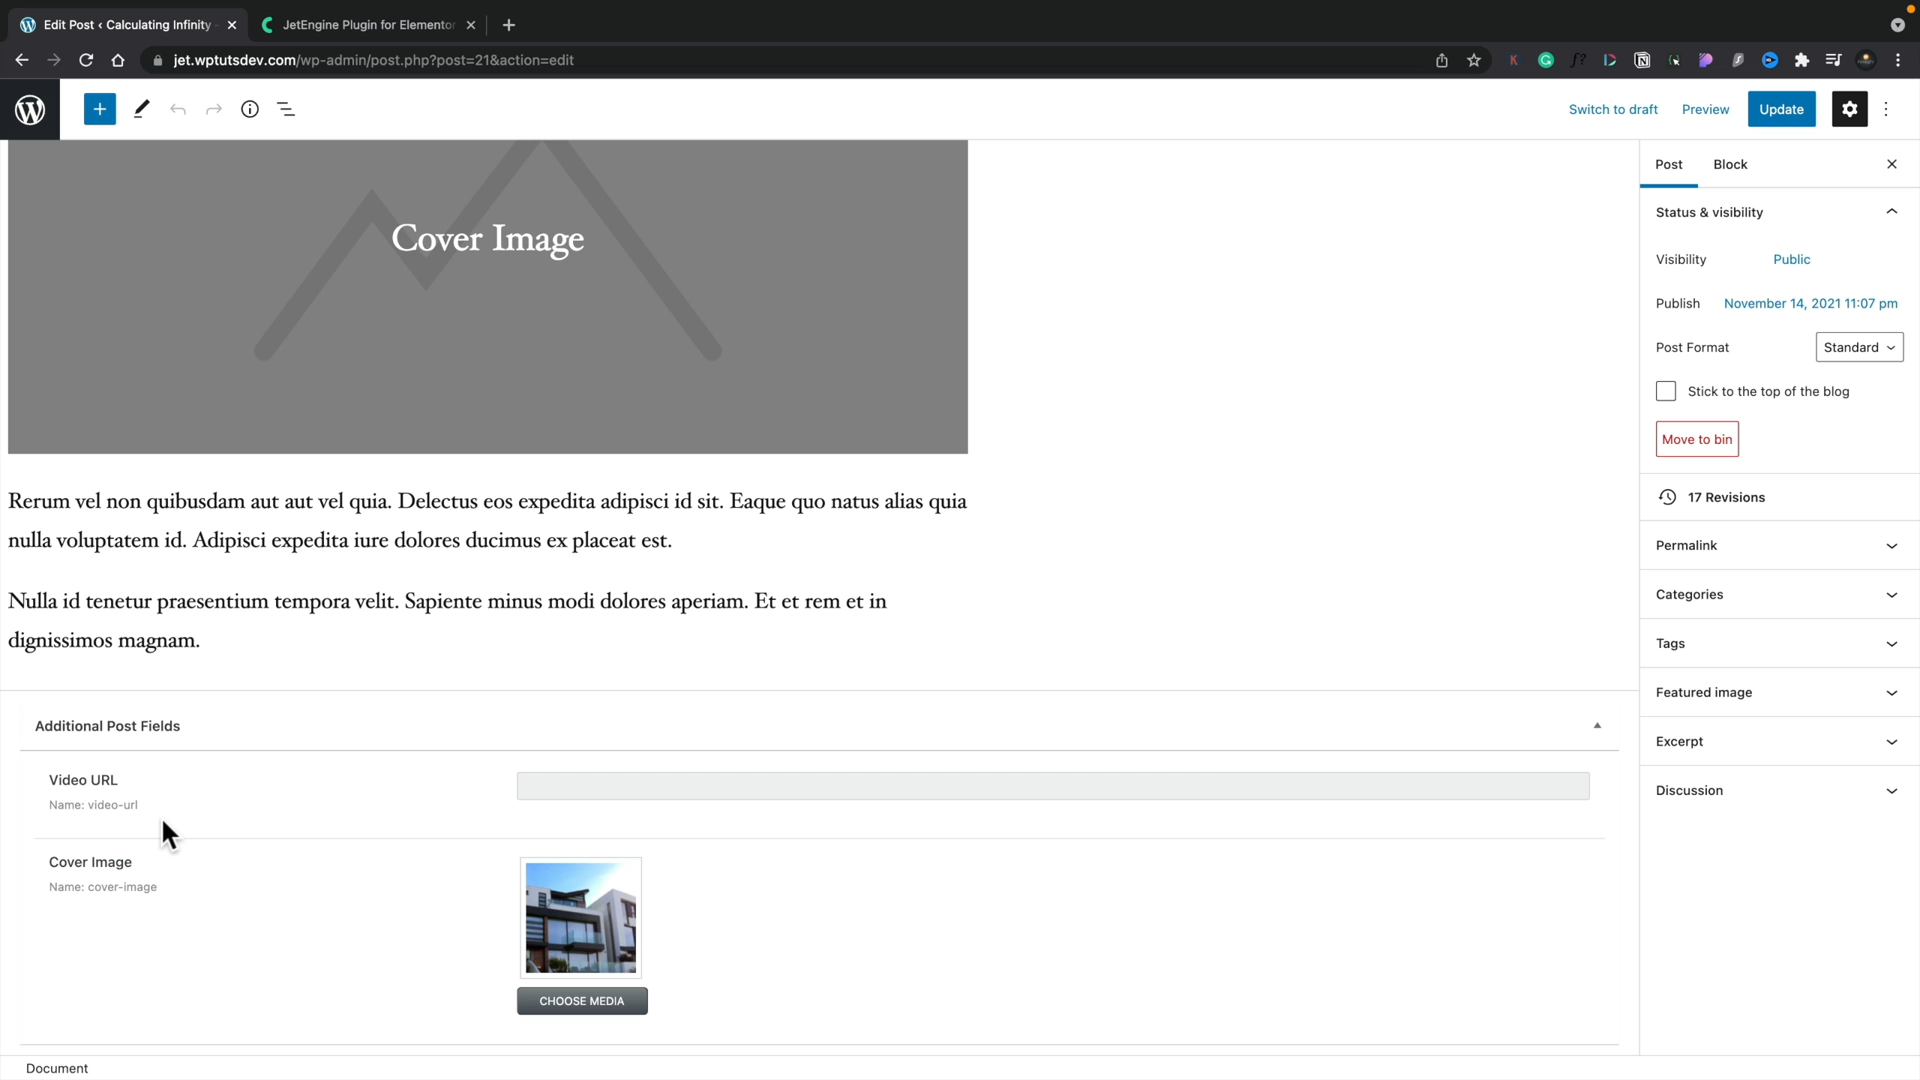 Edit Post ‹ Calculating Infinity
JetEngine Plugin for Elementor
jet.wptutsdev.com/wp-admin/post.php?post=21&action=edit
Switch to draft
Preview
Update
Cover Image
Rerum vel non quibusdam aut aut vel quia. Delectus eos expedita adipisci id sit. Eaque quo natus alias quia
nulla voluptatem id. Adipisci expedita iure dolores ducimus ex placeat est.
Nulla id tenetur praesentium tempora velit. Sapiente minus modi dolores aperiam. Et et rem et in
dignissimos magnam.
Additional Post Fields
Video URL
Name: video-url
Cover Image
Name: cover-image
CHOOSE MEDIA
Document
Post
Block
Status & visibility
Visibility
Public
Publish
November 14, 2021 11:07 pm
Post Format
Standard
Stick to the top of the blog
Move to bin
17 Revisions
Permalink
Categories
Tags
Featured image
Excerpt
Discussion